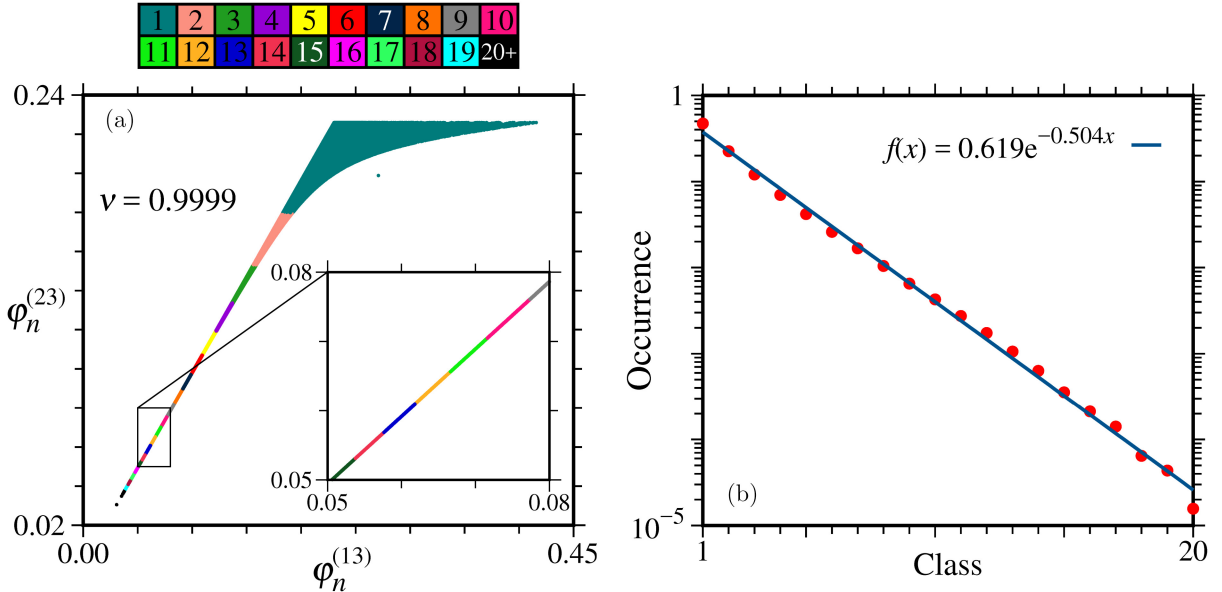 1 2 3 4 5 6 7 8 9 10
11 12 13 14 15 16 17 18 19 20+
0.24
(a)
ν = 0.9999
φₙ⁽²³⁾
0.08
0.05
0.05 0.08
0.02
0.00 0.45
φₙ⁽¹³⁾
1
f(x) = 0.619e⁻⁰·⁵⁰⁴ˣ
Occurrence
(b)
10⁻⁵
1 20
Class